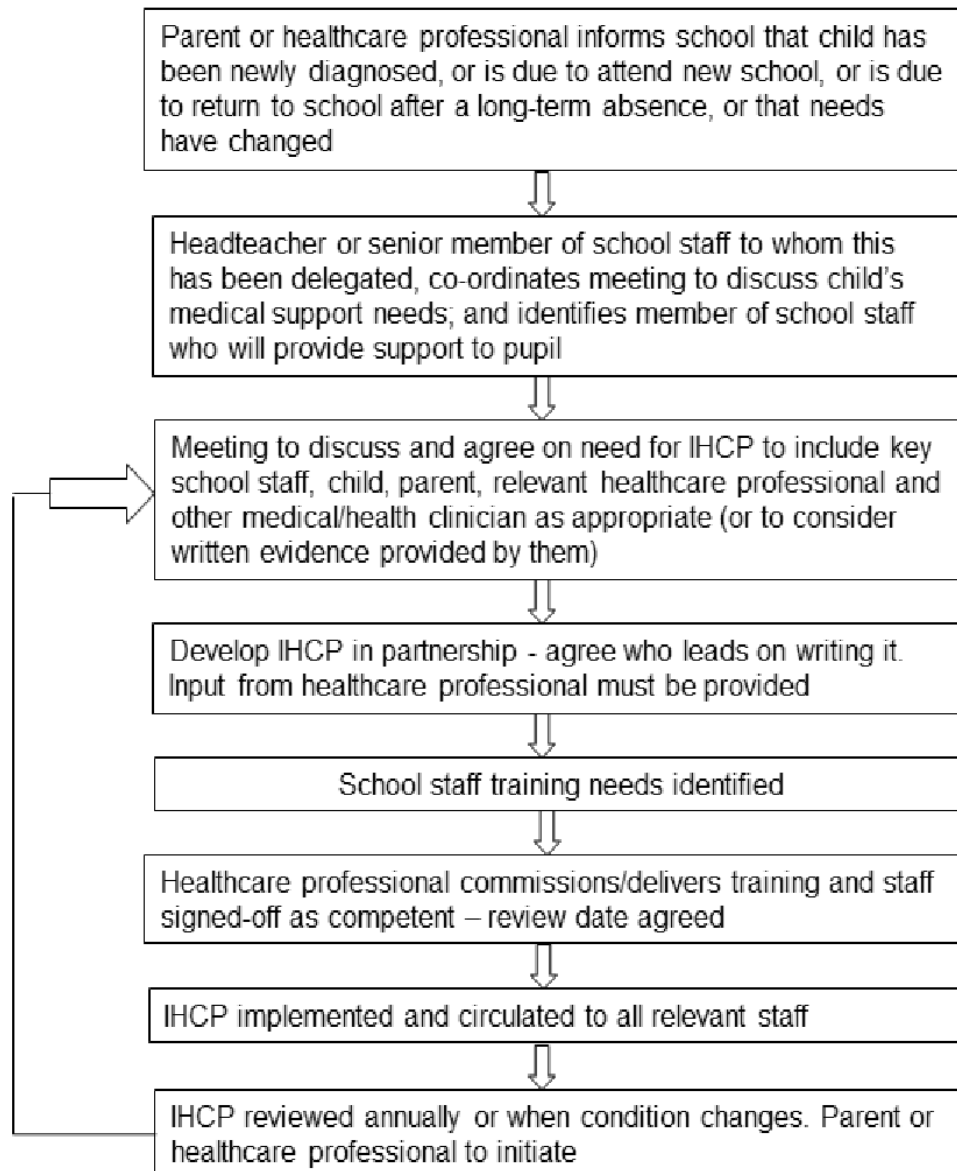 Parent or healthcare professional informs school that child has
been newly diagnosed, or is due to attend new school, or is due
to return to school after a long-term absence, or that needs
have changed
Headteacher or senior member of school staff to whom this
has been delegated, co-ordinates meeting to discuss child's
medical support needs; and identifies member of school staff
who will provide support to pupil
Meeting to discuss and agree on need for IHCP to include key
school staff, child, parent, relevant healthcare professional and
other medical/health clinician as appropriate (or to consider
written evidence provided by them)
Develop IHCP in partnership - agree who leads on writing it.
Input from healthcare professional must be provided
School staff training needs identified
Healthcare professional commissions/delivers training and staff
signed-off as competent – review date agreed
IHCP implemented and circulated to all relevant staff
IHCP reviewed annually or when condition changes. Parent or
healthcare professional to initiate